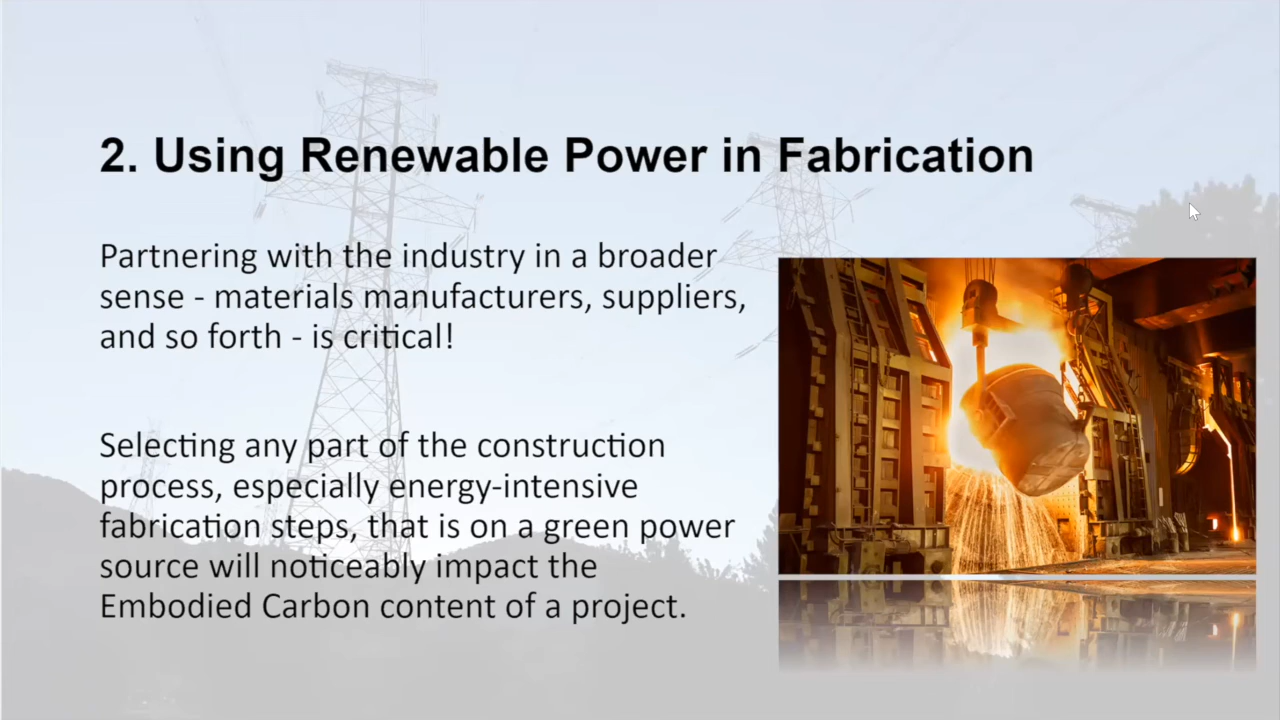 2. Using Renewable Power in Fabrication
Partnering with the industry in a broader
sense - materials manufacturers, suppliers,
and so forth - is critical!
Selecting any part of the construction
process, especially energy-intensive
fabrication steps, that is on a green power
source will noticeably impact the
Embodied Carbon content of a project.